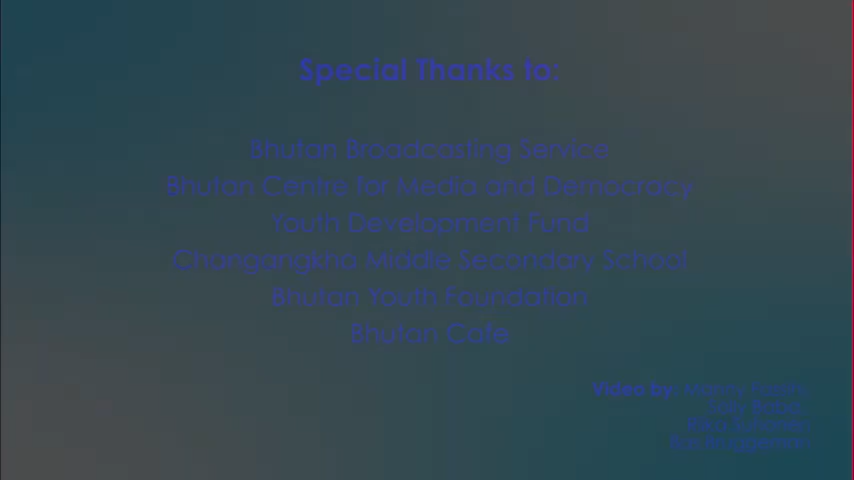 Special Thanks to:
Bhutan Broadcasting Service
Bhutan Centre for Media and Democracy
Youth Development Fund
Changangkha Middle Secondary School
Bhutan Youth Foundation
Bhutan Cafe
Video by: